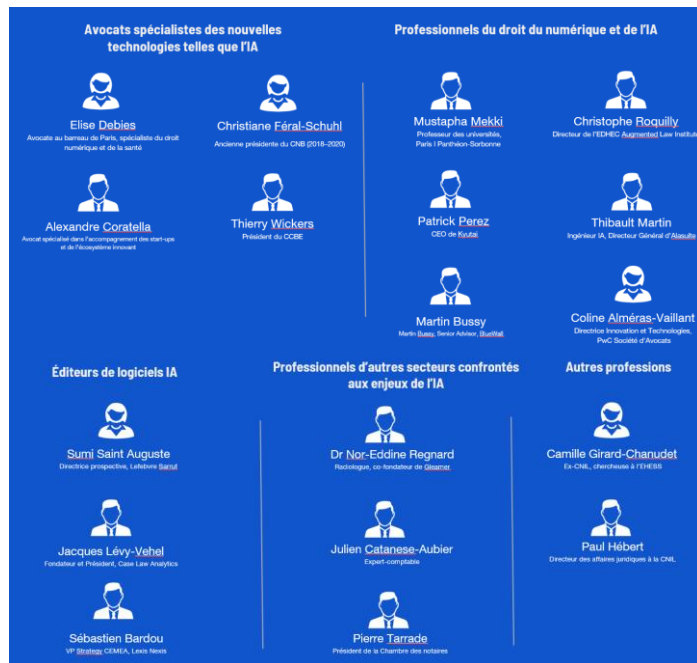 Avocats spécialistes des nouvelles
technologies telles que l'IA
Elise Debies
Avocate au barreau de Paris, spécialiste du droit
numérique et de la santé
Christiane Féral-Schuhl
Ancienne présidente du CNB (2018-2020)
Alexandre Coratella
Avocat spécialisé dans l'accompagnement des start-ups
et de l'écosystème innovant
Thierry Wickers
Président du CCBE
Professionnels du droit du numérique et de l'IA
Mustapha Mekki
Professeur des universités,
Paris I Panthéon-Sorbonne
Christophe Roquilly
Directeur de l'EDHEC Augmented Law Institute
Patrick Perez
CEO de Kyutai
Thibault Martin
Ingénieur IA, Directeur Général d'Alasuite
Martin Bussy
Martin Bussy, Senior Advisor, BlueWall
Coline Alméras-Vaillant
Directrice Innovation et Technologies,
PwC Société d'Avocats
Éditeurs de logiciels IA
Sumi Saint Auguste
Directrice prospective, Lefebvre Sarrut
Jacques Lévy-Vehel
Fondateur et Président, Case Law Analytics
Sébastien Bardou
VP Strategy CEMEA, Lexis Nexis
Professionnels d'autres secteurs confrontés
aux enjeux de l'IA
Dr Nor-Eddine Regnard
Radiologue, co-fondateur de Gleamer
Julien Catanese-Aubier
Expert-comptable
Pierre Tarrade
Président de la Chambre des notaires
Autres professions
Camille Girard-Chanudet
Ex-CNIL, chercheuse à l'EHESS
Paul Hébert
Directeur des affaires juridiques à la CNIL